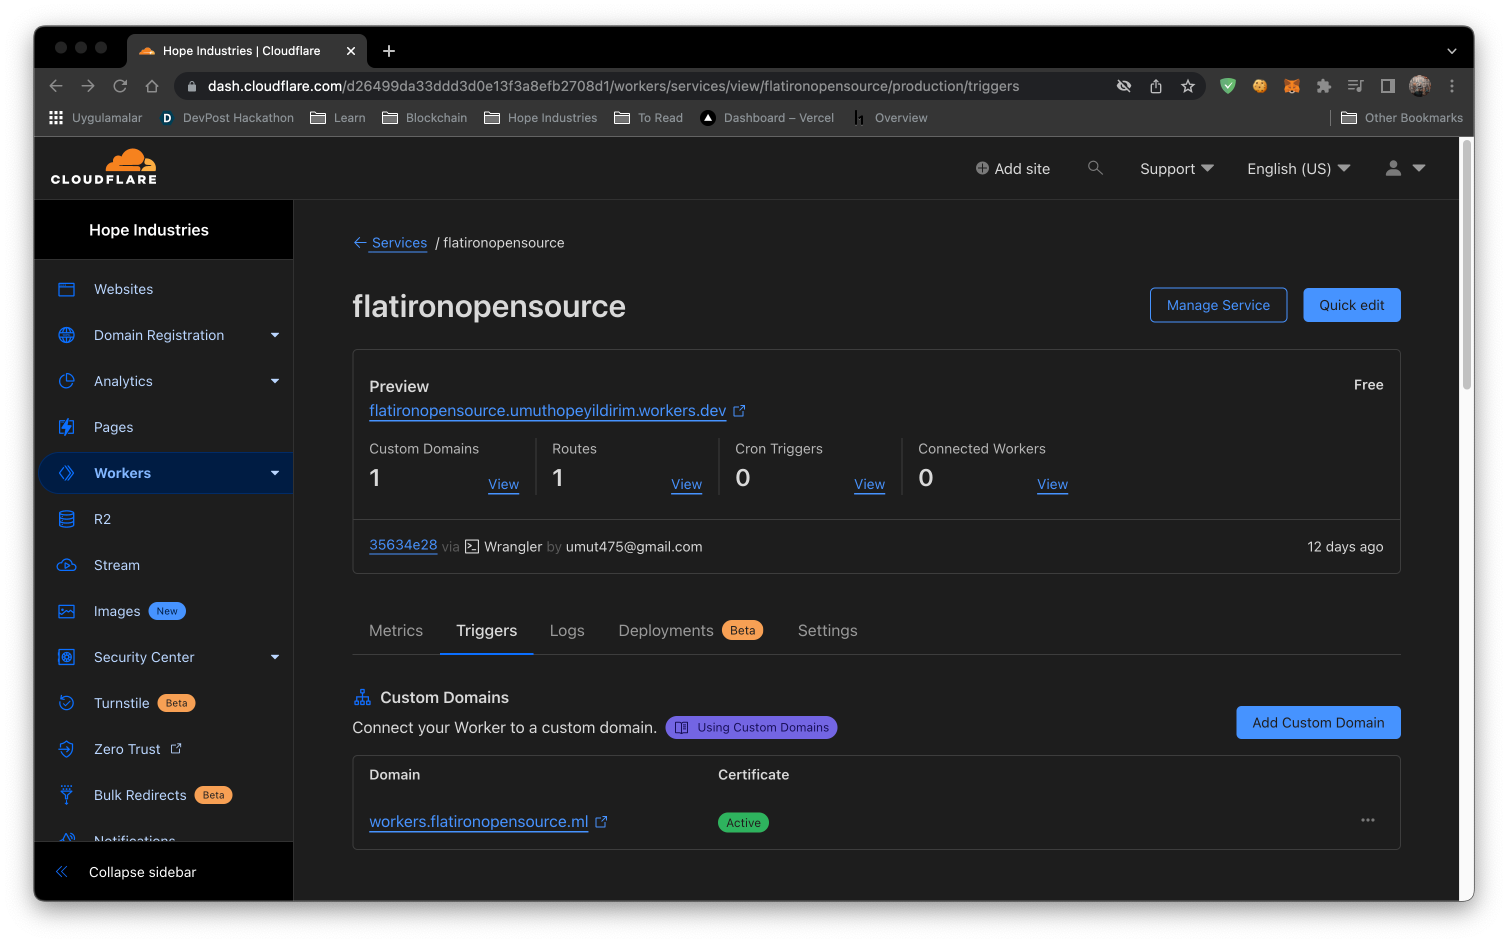 Hope Industries | Cloudflare
dash.cloudflare.com/d26499da33ddd3d0e13f3a8efb2708d1/workers/services/view/flatironopensource/production/triggers
Uygulamalar DevPost Hackathon Learn Blockchain Hope Industries To Read Dashboard – Vercel Overview Other Bookmarks
CLOUDFLARE
Add site Support English (US)
Hope Industries
Websites
Domain Registration
Analytics
Pages
Workers
R2
Stream
Images New
Security Center
Turnstile Beta
Zero Trust
Bulk Redirects Beta
Notifications
Collapse sidebar
Services / flatironopensource
flatironopensource
Manage Service Quick edit
Preview Free
flatironopensource.umuthopeyildirim.workers.dev
Custom Domains Routes Cron Triggers Connected Workers
1 View 1 View 0 View 0 View
35634e28 via Wrangler by umut475@gmail.com 12 days ago
Metrics Triggers Logs Deployments Beta Settings
Custom Domains
Connect your Worker to a custom domain. Using Custom Domains Add Custom Domain
Domain Certificate
workers.flatironopensource.ml Active